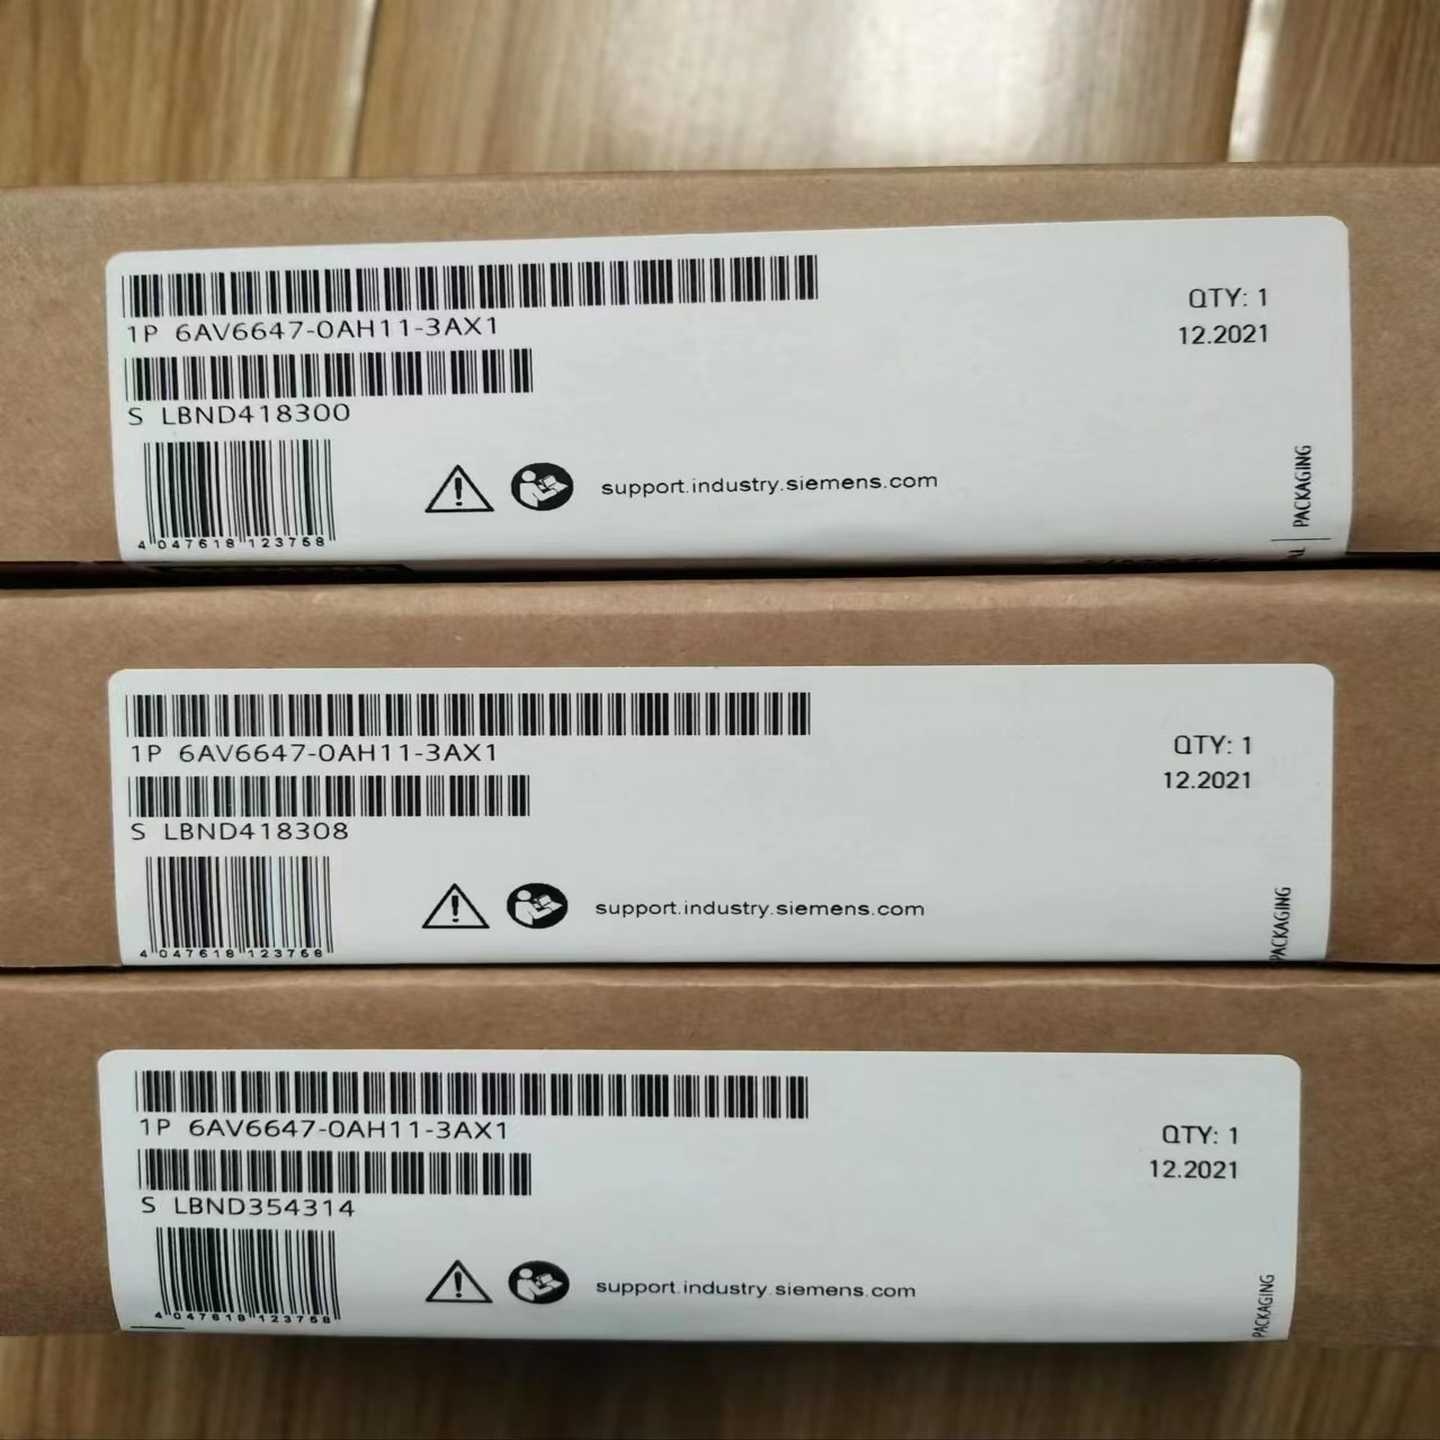 1P 6AV6647-0AH11-3AX1
QTY: 1
12.2021
S LBND418300
4 047618 123768
support.industry.siemens.com
PACKAGING
1P 6AV6647-0AH11-3AX1
QTY: 1
12.2021
S LBND418308
4 047618 123768
support.industry.siemens.com
PACKAGING
1P 6AV6647-0AH11-3AX1
QTY: 1
12.2021
S LBND354314
4 047618 123768
support.industry.siemens.com
PACKAGING